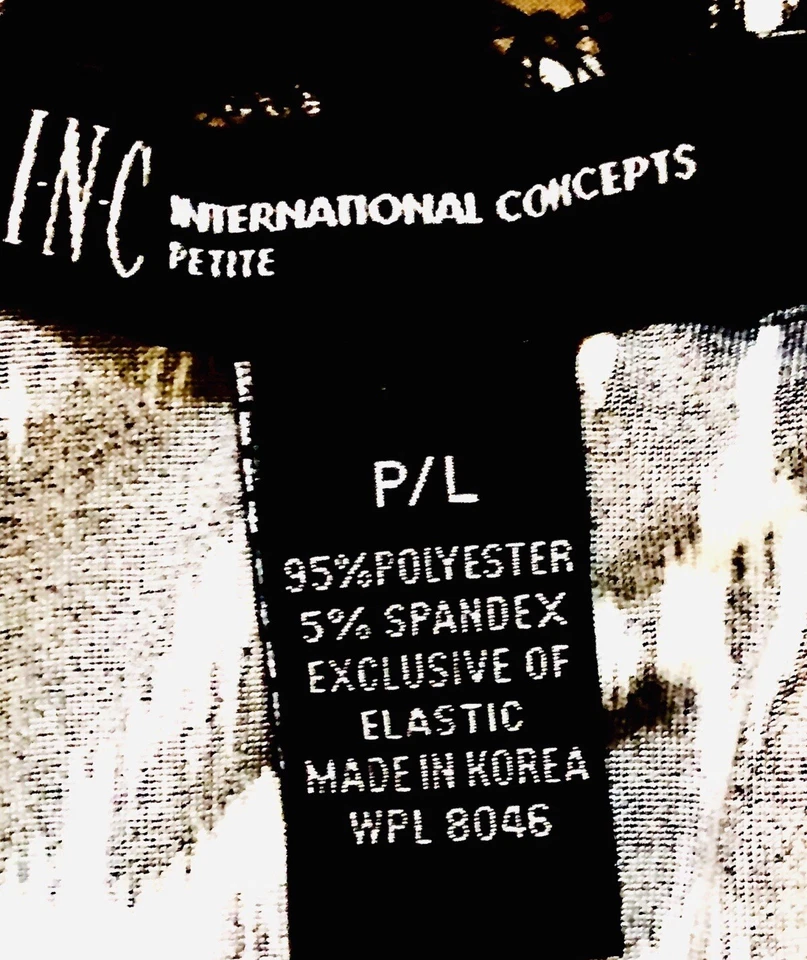 I·N·C INTERNATIONAL CONCEPTS
PETITE
P/L
95%POLYESTER
5% SPANDEX
EXCLUSIVE OF
ELASTIC
MADE IN KOREA
WPL 8046